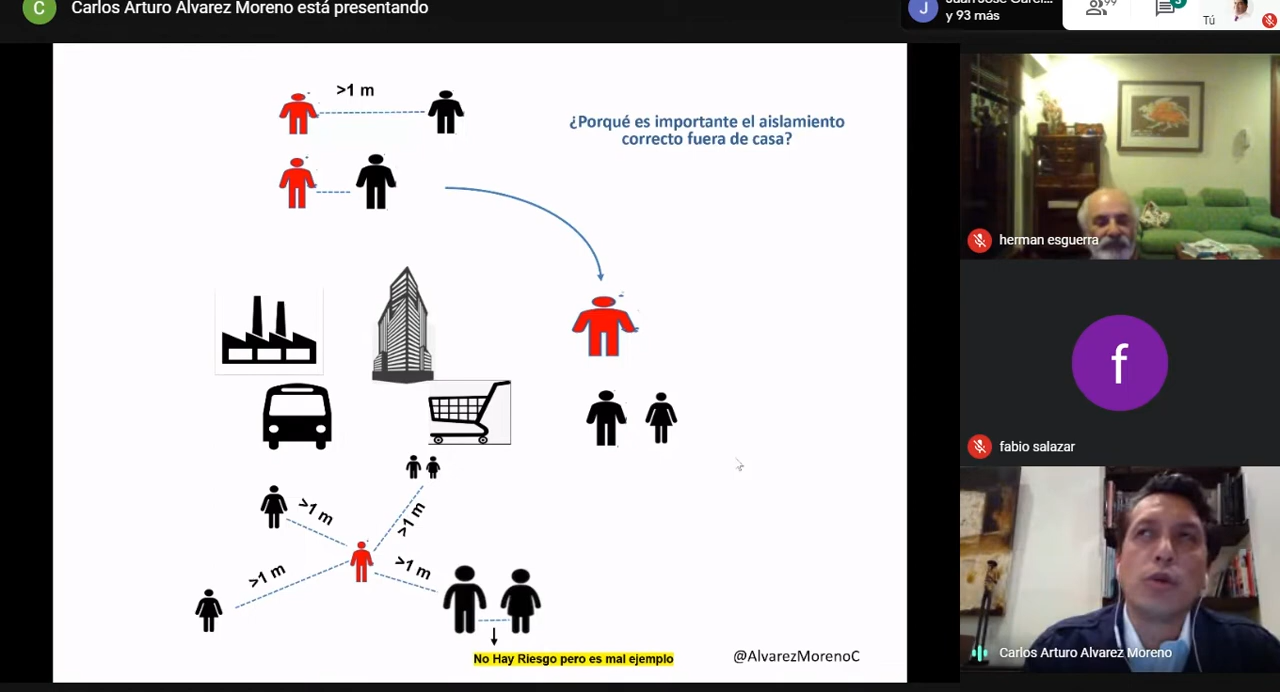 C
Carlos Arturo Alvarez Moreno está presentando
J
y 93 más
99
Tú
>1 m
¿Porqué es importante el aislamiento
correcto fuera de casa?
herman esguerra
f
fabio salazar
>1 m
>1 m
>1 m
>1 m
No Hay Riesgo pero es mal ejemplo
@AlvarezMorenoC
Carlos Arturo Alvarez Moreno